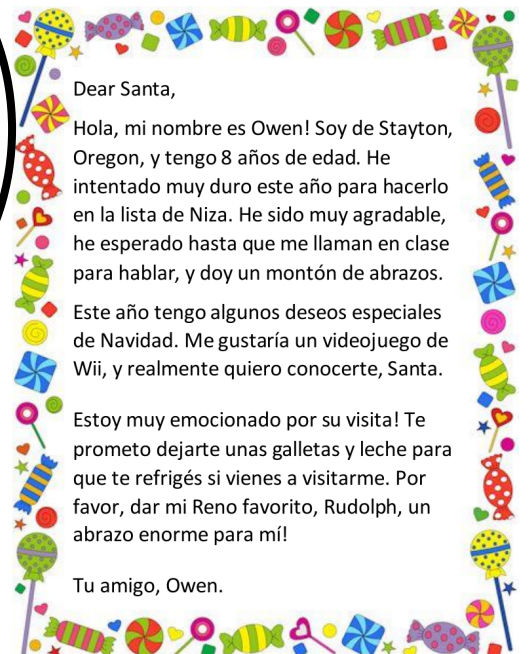 Dear Santa,
Hola, mi nombre es Owen! Soy de Stayton,
Oregon, y tengo 8 años de edad. He
intentado muy duro este año para hacerlo
en la lista de Niza. He sido muy agradable,
he esperado hasta que me llaman en clase
para hablar, y doy un montón de abrazos.
Este año tengo algunos deseos especiales
de Navidad. Me gustaría un videojuego de
Wii, y realmente quiero conocerte, Santa.
Estoy muy emocionado por su visita! Te
prometo dejarte unas galletas y leche para
que te refrigés si vienes a visitarme. Por
favor, dar mi Reno favorito, Rudolph, un
abrazo enorme para mí!
Tu amigo, Owen.